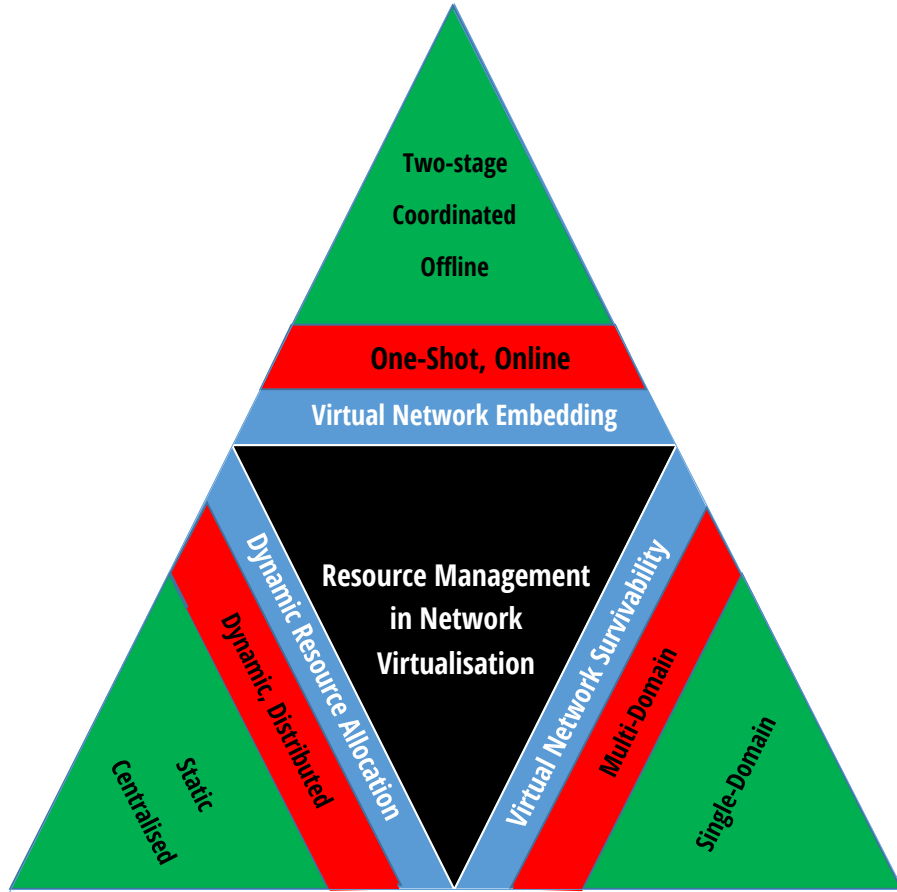 Two-stage
Coordinated
Offline
One-Shot, Online
Virtual Network Embedding
Resource Management
in Network
Virtualisation
Dynamic Resource Allocation
Dynamic, Distributed
Static
Centralised
Virtual Network Survivability
Multi-Domain
Single-Domain